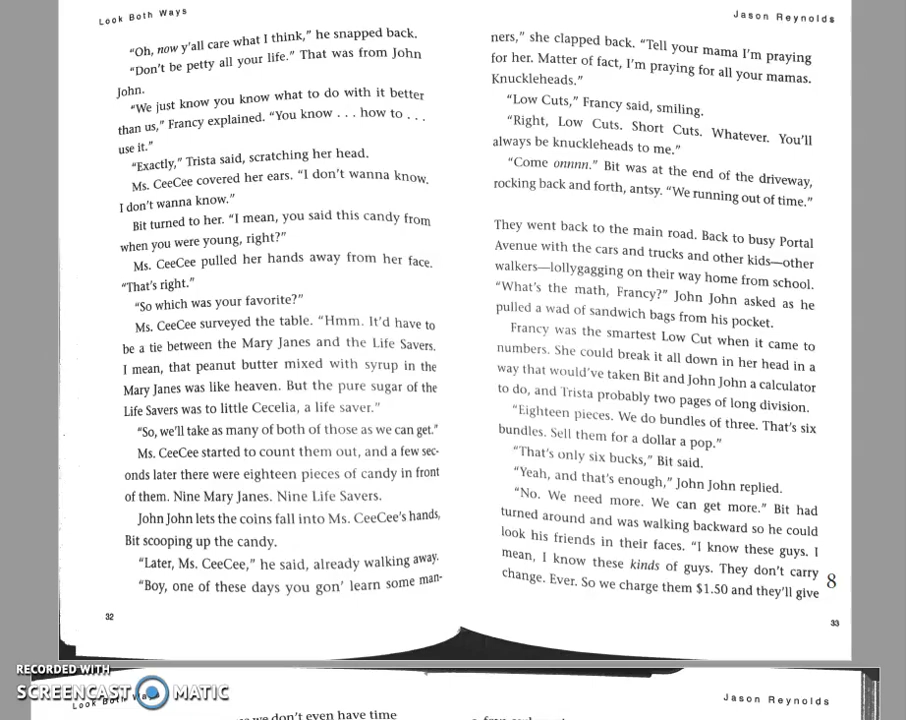 Look Both Ways
"Oh, now y'all care what I think," he snapped back.
"Don't be petty all your life." That was from John
John.
"We just know you know what to do with it better
than us," Francy explained. "You know . . . how to . . .
use it."
"Exactly," Trista said, scratching her head.
Ms. CeeCee covered her ears. "I don't wanna know.
I don't wanna know."
Bit turned to her. "I mean, you said this candy from
when you were young, right?"
Ms. CeeCee pulled her hands away from her face.
"That's right."
"So which was your favorite?"
Ms. CeeCee surveyed the table. "Hmm. It'd have to
be a tie between the Mary Janes and the Life Savers.
I mean, that peanut butter mixed with syrup in the
Mary Janes was like heaven. But the pure sugar of the
Life Savers was to little Cecelia, a life saver."
"So, we'll take as many of both of those as we can get."
Ms. CeeCee started to count them out, and a few sec-
onds later there were eighteen pieces of candy in front
of them. Nine Mary Janes. Nine Life Savers.
John John lets the coins fall into Ms. CeeCee's hands,
Bit scooping up the candy.
"Later, Ms. CeeCee," he said, already walking away.
"Boy, one of these days you gon' learn some man-
32
Jason Reynolds
ners," she clapped back. "Tell your mama I'm praying
for her. Matter of fact, I'm praying for all your mamas.
Knuckleheads."
"Low Cuts," Francy said, smiling.
"Right, Low Cuts. Short Cuts. Whatever. You'll
always be knuckleheads to me."
"Come onnnn." Bit was at the end of the driveway,
rocking back and forth, antsy. "We running out of time."
They went back to the main road. Back to busy Portal
Avenue with the cars and trucks and other kids—other
walkers—lollygagging on their way home from school.
"What's the math, Francy?" John John asked as he
pulled a wad of sandwich bags from his pocket.
Francy was the smartest Low Cut when it came to
numbers. She could break it all down in her head in a
way that would've taken Bit and John John a calculator
to do, and Trista probably two pages of long division.
"Eighteen pieces. We do bundles of three. That's six
bundles. Sell them for a dollar a pop."
"That's only six bucks," Bit said.
"Yeah, and that's enough," John John replied.
"No. We need more. We can get more." Bit had
turned around and was walking backward so he could
look his friends in their faces. "I know these guys. I
mean, I know these kinds of guys. They don't carry
change. Ever. So we charge them $1.50 and they'll give
8
33
RECORDED WITH
SCREENCAST MATIC
Look Both Ways
Jason Reynolds
we don't even have time